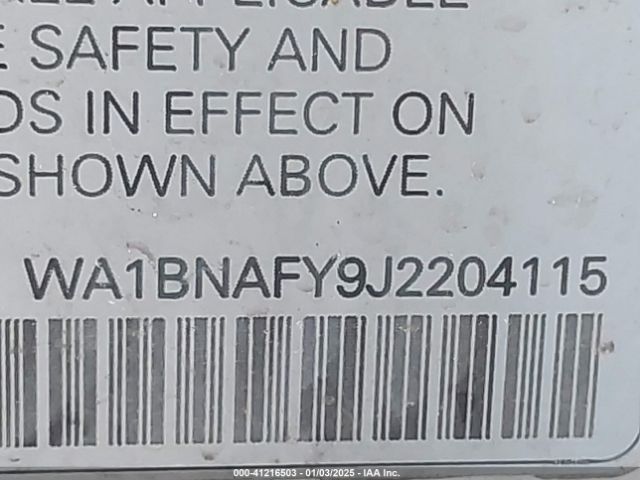 E SAFETY AND
DS IN EFFECT ON
SHOWN ABOVE.
WA1BNAFY9J2204115
000-41216503 - 01/03/2025 - IAA Inc.